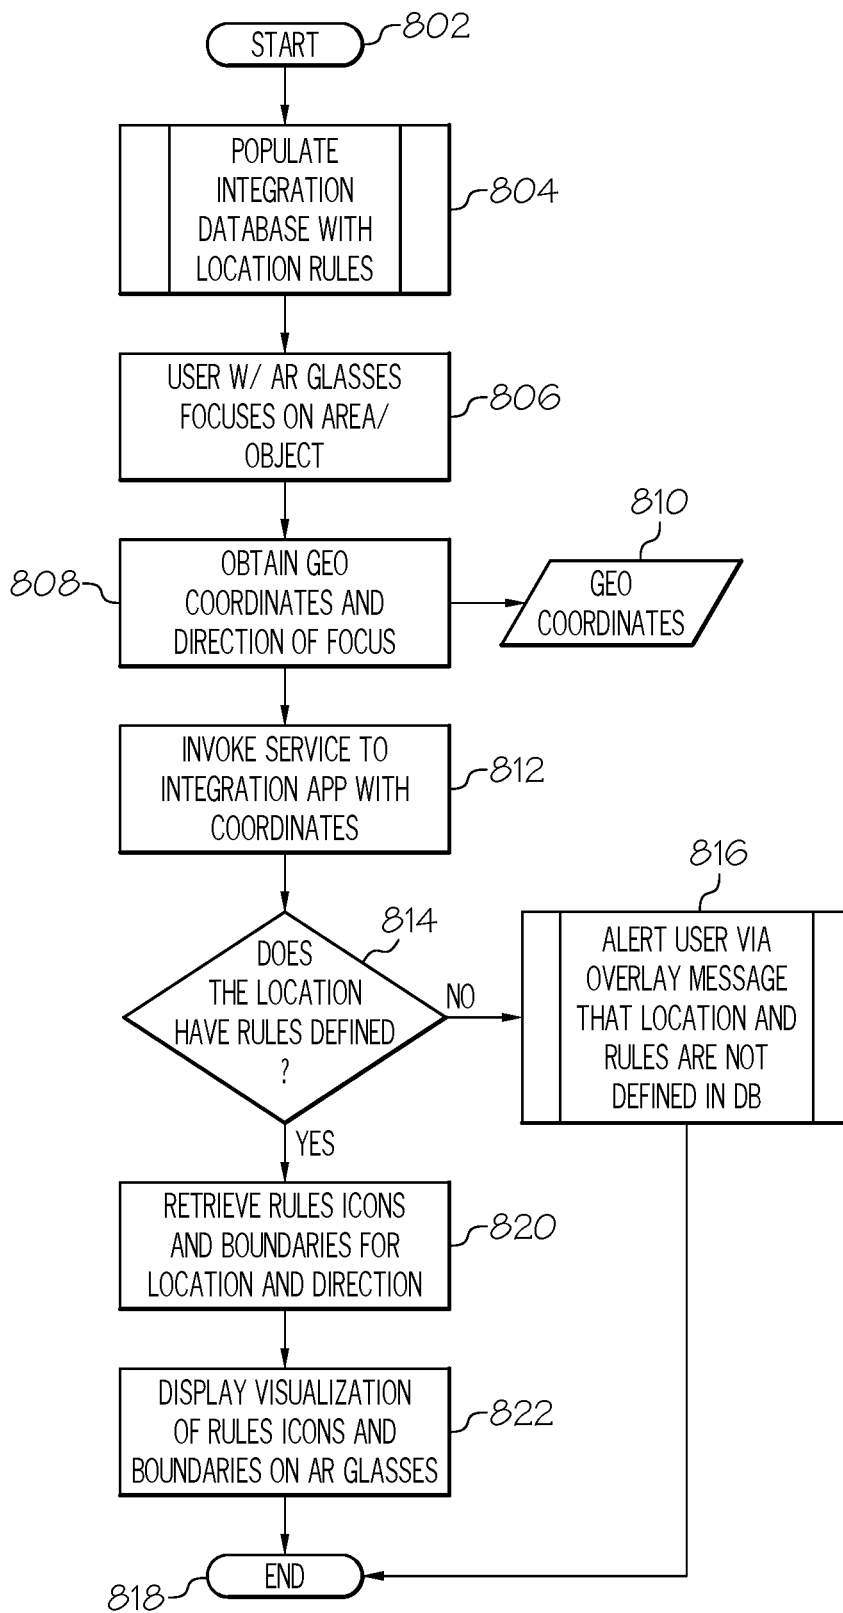 START
802
POPULATE
INTEGRATION
DATABASE WITH
LOCATION RULES
804
USER W/ AR GLASSES
FOCUSES ON AREA/
OBJECT
806
808
OBTAIN GEO
COORDINATES AND
DIRECTION OF FOCUS
810
GEO
COORDINATES
INVOKE SERVICE TO
INTEGRATION APP WITH
COORDINATES
812
DOES
THE LOCATION
HAVE RULES DEFINED
?
814
NO
816
ALERT USER VIA
OVERLAY MESSAGE
THAT LOCATION AND
RULES ARE NOT
DEFINED IN DB
YES
RETRIEVE RULES ICONS
AND BOUNDARIES FOR
LOCATION AND DIRECTION
820
DISPLAY VISUALIZATION
OF RULES ICONS AND
BOUNDARIES ON AR GLASSES
822
END
818